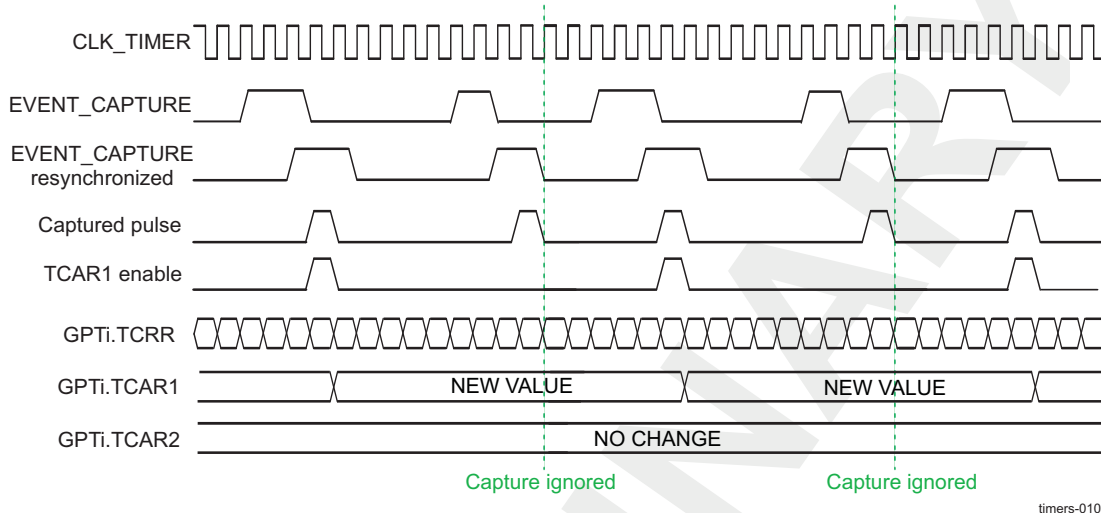 CLK_TIMER
EVENT_CAPTURE
EVENT_CAPTURE
resynchronized
Captured pulse
TCAR1 enable
GPTi.TCRR
GPTi.TCAR1
NEW VALUE
NEW VALUE
GPTi.TCAR2
NO CHANGE
Capture ignored
Capture ignored
timers-010